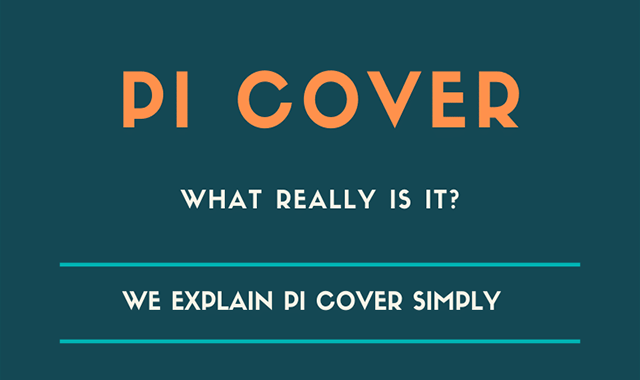 PI COVER
WHAT REALLY IS IT?
WE EXPLAIN PI COVER SIMPLY